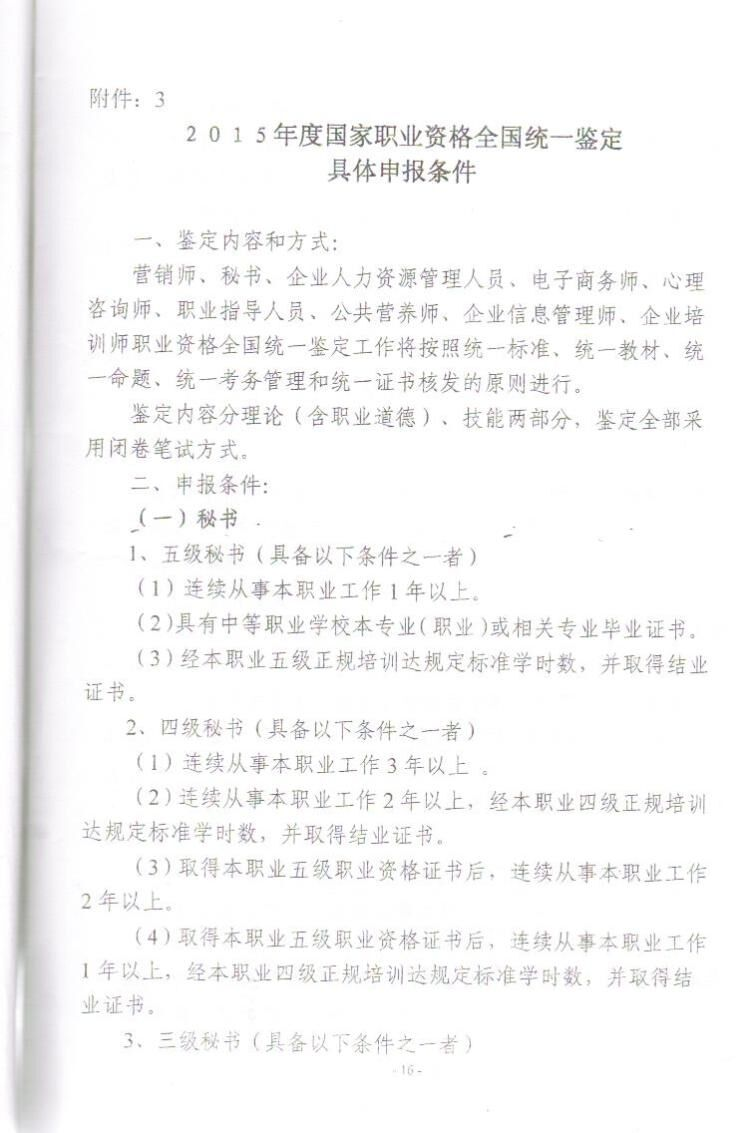 附件：3
２０１５年度国家职业资格全国统一鉴定
具体申报条件
一、鉴定内容和方式：
营销师、秘书、企业人力资源管理人员、电子商务师、心理
咨询师、职业指导人员、公共营养师、企业信息管理师、企业培
训师职业资格全国统一鉴定工作将按照统一标准、统一教材、统
一命题、统一考务管理和统一证书核发的原则进行。
鉴定内容分理论（含职业道德）、技能两部分，鉴定全部采
用闭卷笔试方式。
二、申报条件：
（一）秘书
1、五级秘书（具备以下条件之一者）
（1）连续从事本职业工作1年以上。
（2）具有中等职业学校本专业（职业）或相关专业毕业证书。
（3）经本职业五级正规培训达规定标准学时数，并取得结业
证书。
2、四级秘书（具备以下条件之一者）
（1）连续从事本职业工作3年以上 。
（2）连续从事本职业工作2年以上，经本职业四级正规培训
达规定标准学时数，并取得结业证书。
（3）取得本职业五级职业资格证书后，连续从事本职业工作
2年以上。
（4）取得本职业五级职业资格证书后，连续从事本职业工作
1年以上，经本职业四级正规培训达规定标准学时数，并取得结
业证书。
3、三级秘书（具备以下条件之一者）
- 16 -